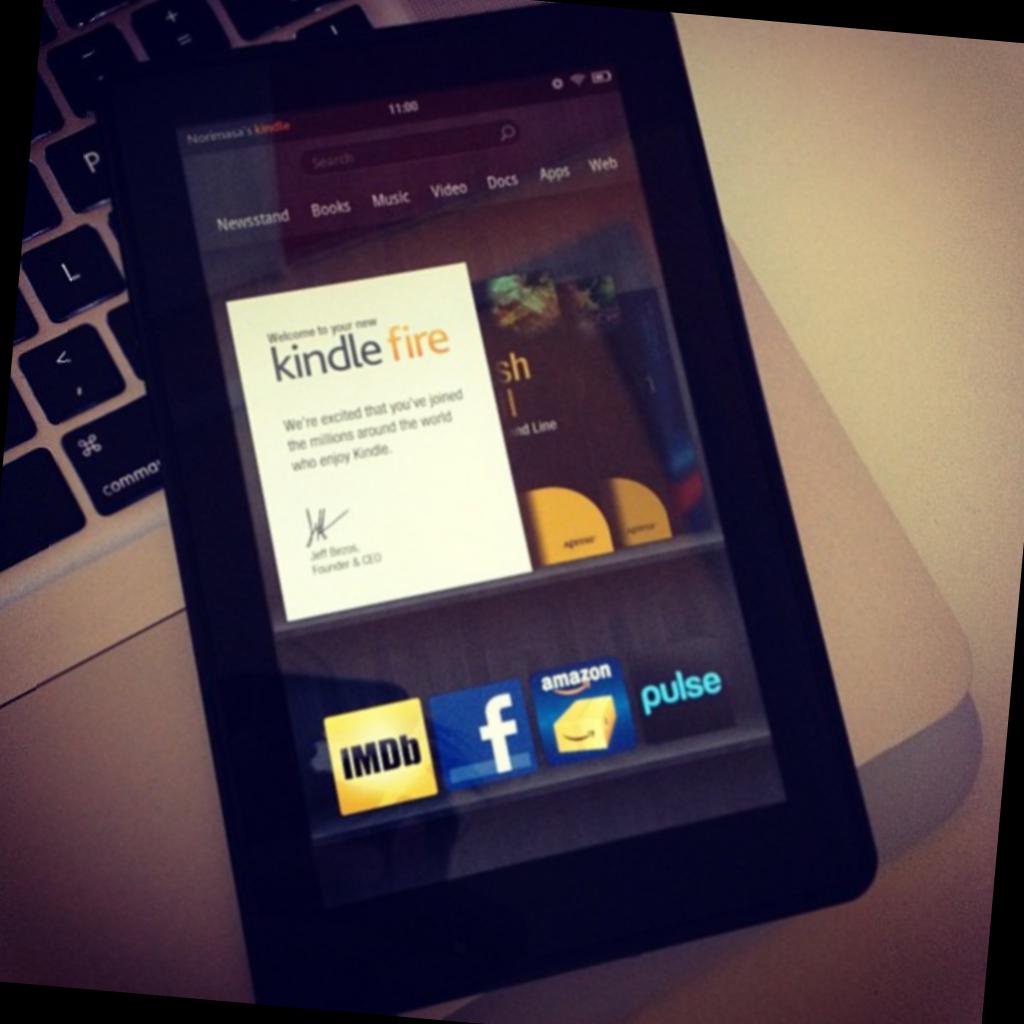 11:00
Norimasa's kindle
Search
Newsstand Books Music Video Docs Apps Web
Welcome to your new
kindle fire
We're excited that you've joined
the millions around the world
who enjoy Kindle.
Jeff Bezos,
Founder & CEO
sh
l
nd Line
IMDb
f
amazon
pulse
+
=
P
L
<
,
⌘
comma